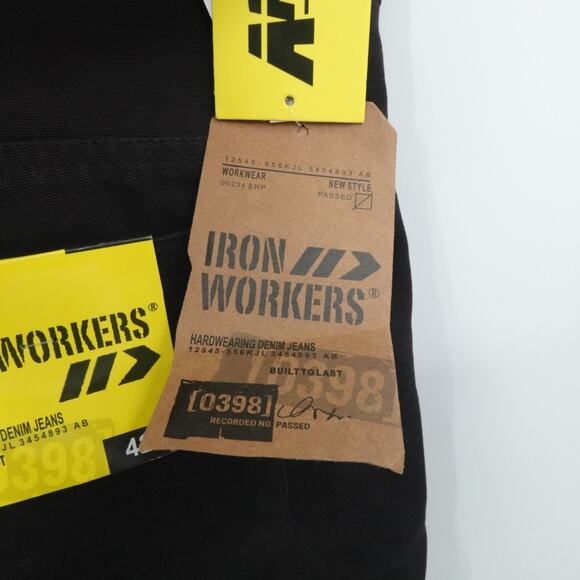 12545-556KJL 3454893 AB
WORKWEAR NEW STYLE
00234 ERP PASSED
IRON
WORKERS®
HARDWEARING DENIM JEANS
12545-556KJL 3454893 AB
BUILT TO LAST
[0398]
[0398]
RECORDED NO. PASSED
WORKERS®
DENIM JEANS
KJL 3454893 AB
T
0398]